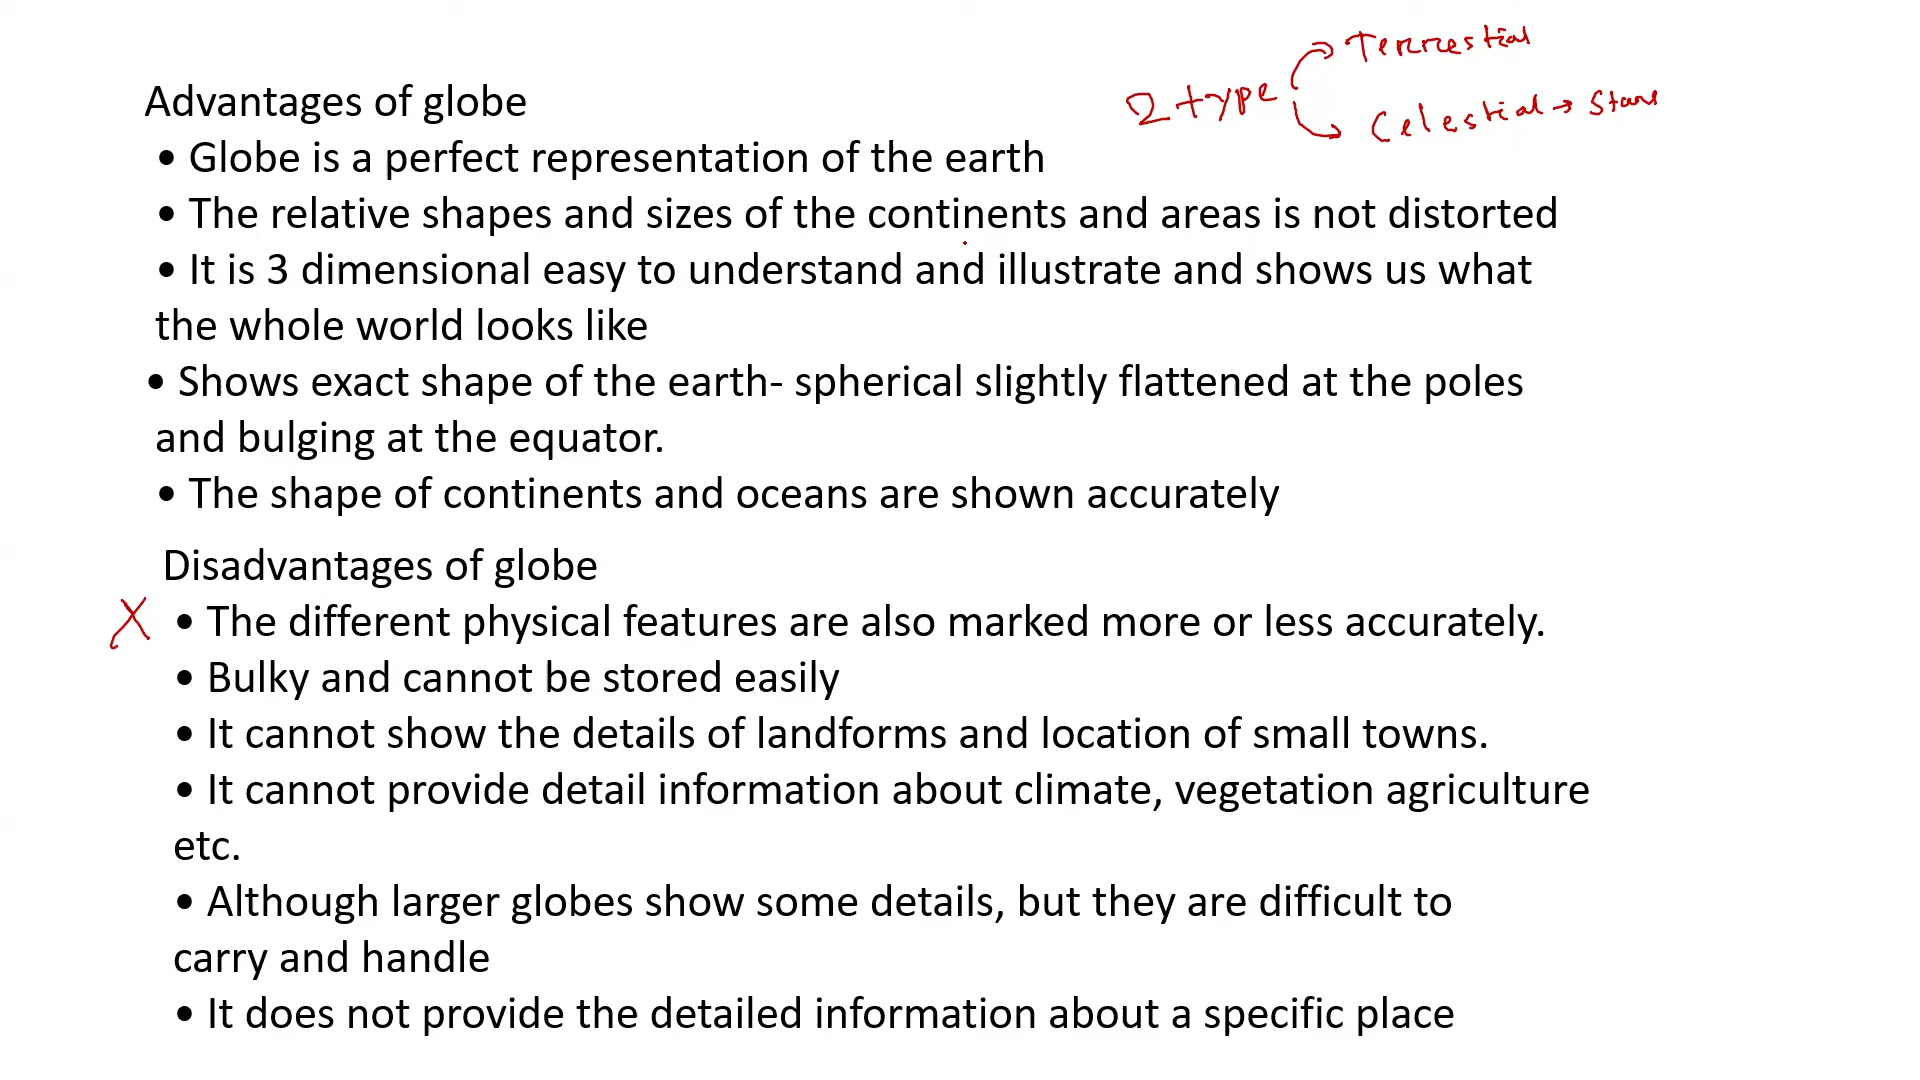 2 type
Terrestial
Celestial → Stars
Advantages of globe
• Globe is a perfect representation of the earth
• The relative shapes and sizes of the continents and areas is not distorted
• It is 3 dimensional easy to understand and illustrate and shows us what
the whole world looks like
• Shows exact shape of the earth- spherical slightly flattened at the poles
and bulging at the equator.
• The shape of continents and oceans are shown accurately
Disadvantages of globe
X • The different physical features are also marked more or less accurately.
• Bulky and cannot be stored easily
• It cannot show the details of landforms and location of small towns.
• It cannot provide detail information about climate, vegetation agriculture
etc.
• Although larger globes show some details, but they are difficult to
carry and handle
• It does not provide the detailed information about a specific place